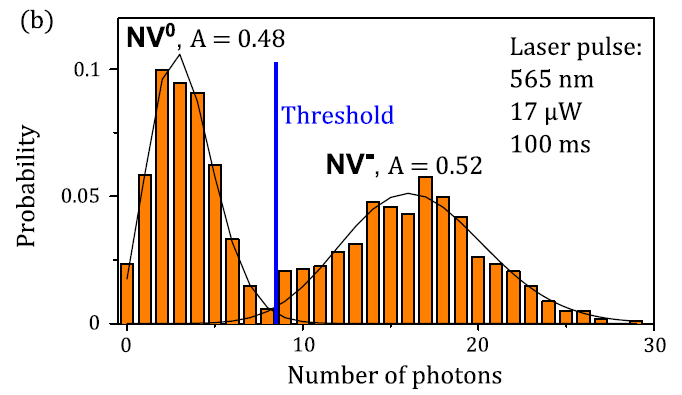 (b)
NV⁰, A = 0.48
Laser pulse:
565 nm
17 µW
100 ms
Threshold
NV⁻, A = 0.52
Probability
0.1
0.05
0
0
10
20
30
Number of photons